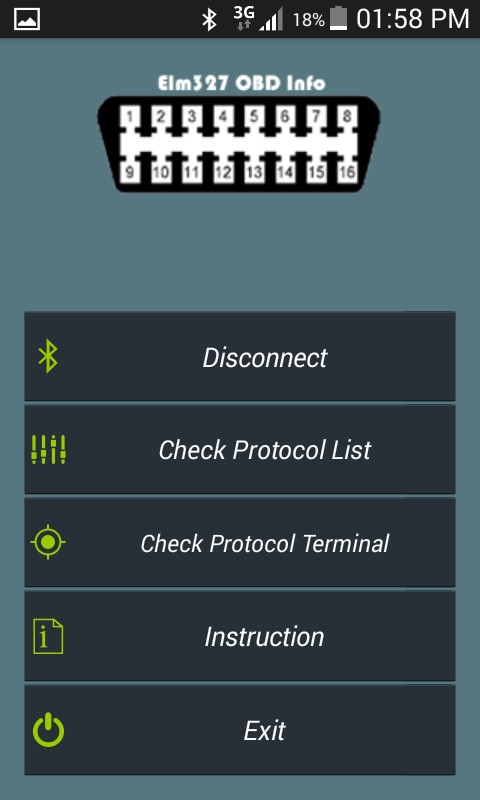 3G 18% 01:58 PM
Elm327 OBD Info
1 2 3 4 5 6 7 8
9 10 11 12 13 14 15 16
Disconnect
Check Protocol List
Check Protocol Terminal
Instruction
Exit